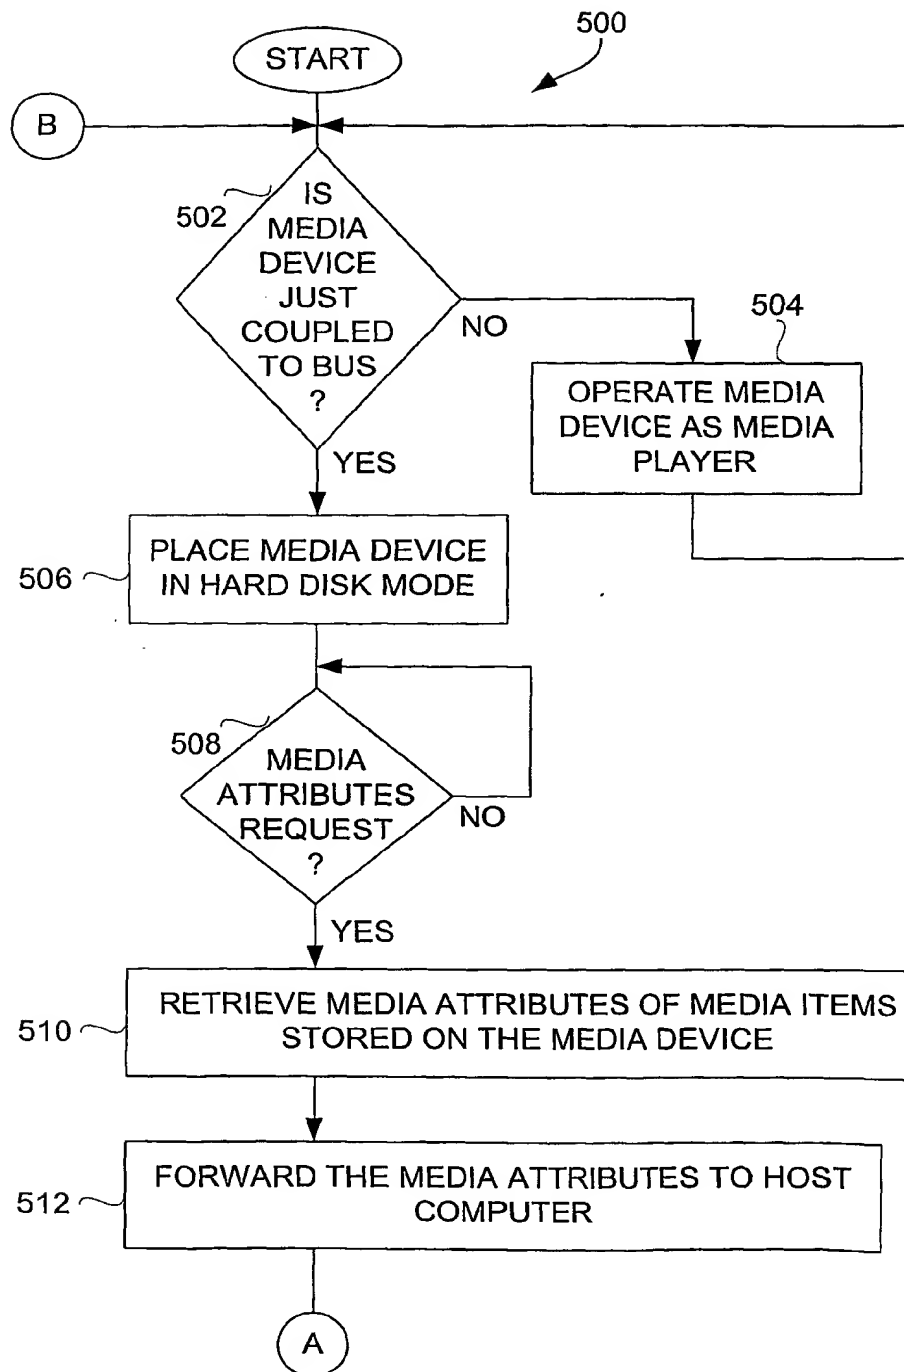 500
START
B
502
IS
MEDIA
DEVICE
JUST
COUPLED
TO BUS
?
NO
504
OPERATE MEDIA
DEVICE AS MEDIA
PLAYER
YES
506
PLACE MEDIA DEVICE
IN HARD DISK MODE
508
MEDIA
ATTRIBUTES
REQUEST
?
NO
YES
510
RETRIEVE MEDIA ATTRIBUTES OF MEDIA ITEMS
STORED ON THE MEDIA DEVICE
512
FORWARD THE MEDIA ATTRIBUTES TO HOST
COMPUTER
A